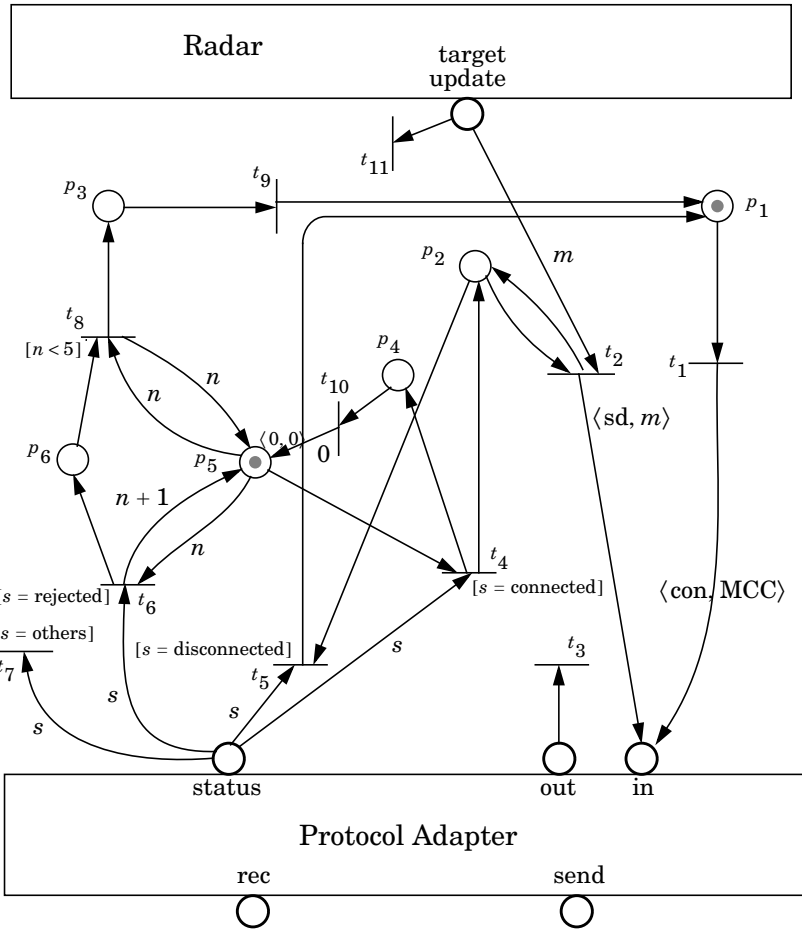 Radar
target
update
t11
t9
p3
p1
p2
m
t8
[n < 5]
n
n
p4
t10
t2
t1
⟨sd, m⟩
⟨0, 0⟩
0
p6
p5
n + 1
n
t4
[s = connected]
s = rejected]
t6
⟨con, MCC⟩
s = others]
[s = disconnected]
t3
t7
t5
s
s
s
s
status
out
in
Protocol Adapter
rec
send